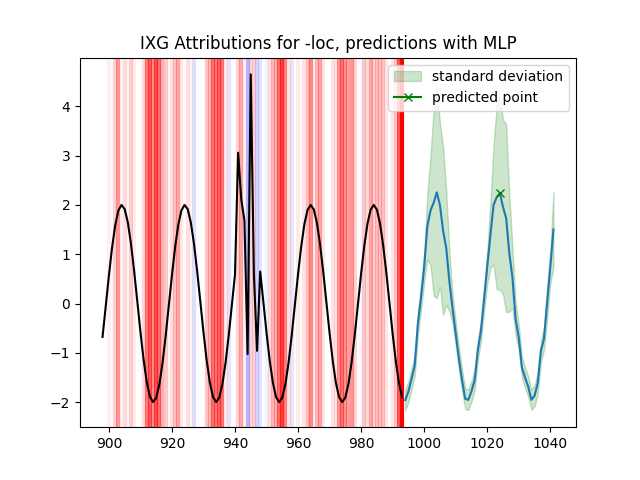 IXG Attributions for -loc, predictions with MLP
standard deviation
predicted point
4
3
2
1
0
−1
−2
900 920 940 960 980 1000 1020 1040